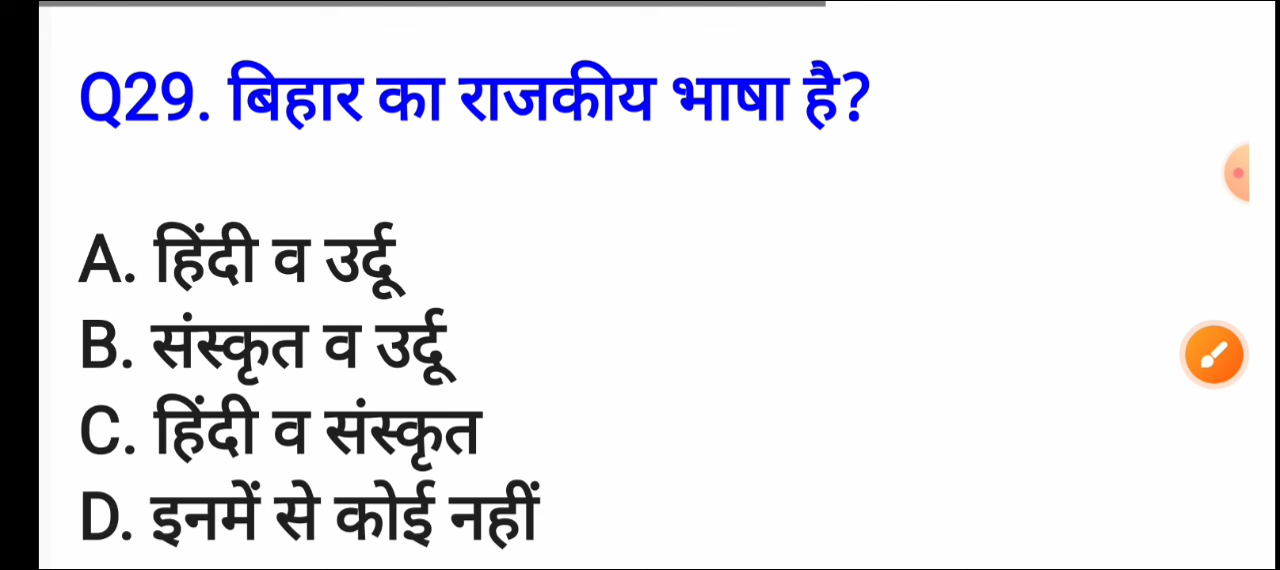 Q29. बिहार का राजकीय भाषा है?
A. हिंदी व उर्दू
B. संस्कृत व उर्दू
C. हिंदी व संस्कृत
D. इनमें से कोई नहीं